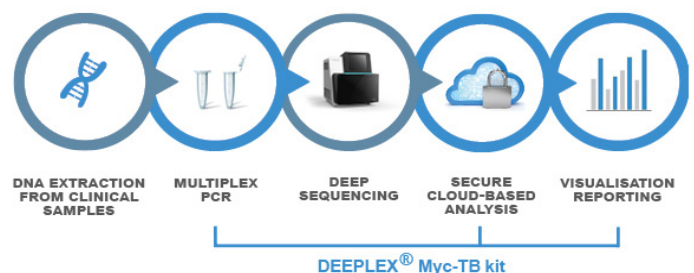 DNA EXTRACTION
FROM CLINICAL
SAMPLES
MULTIPLEX
PCR
DEEP
SEQUENCING
SECURE
CLOUD-BASED
ANALYSIS
VISUALISATION
REPORTING
DEEPLEX® Myc-TB kit